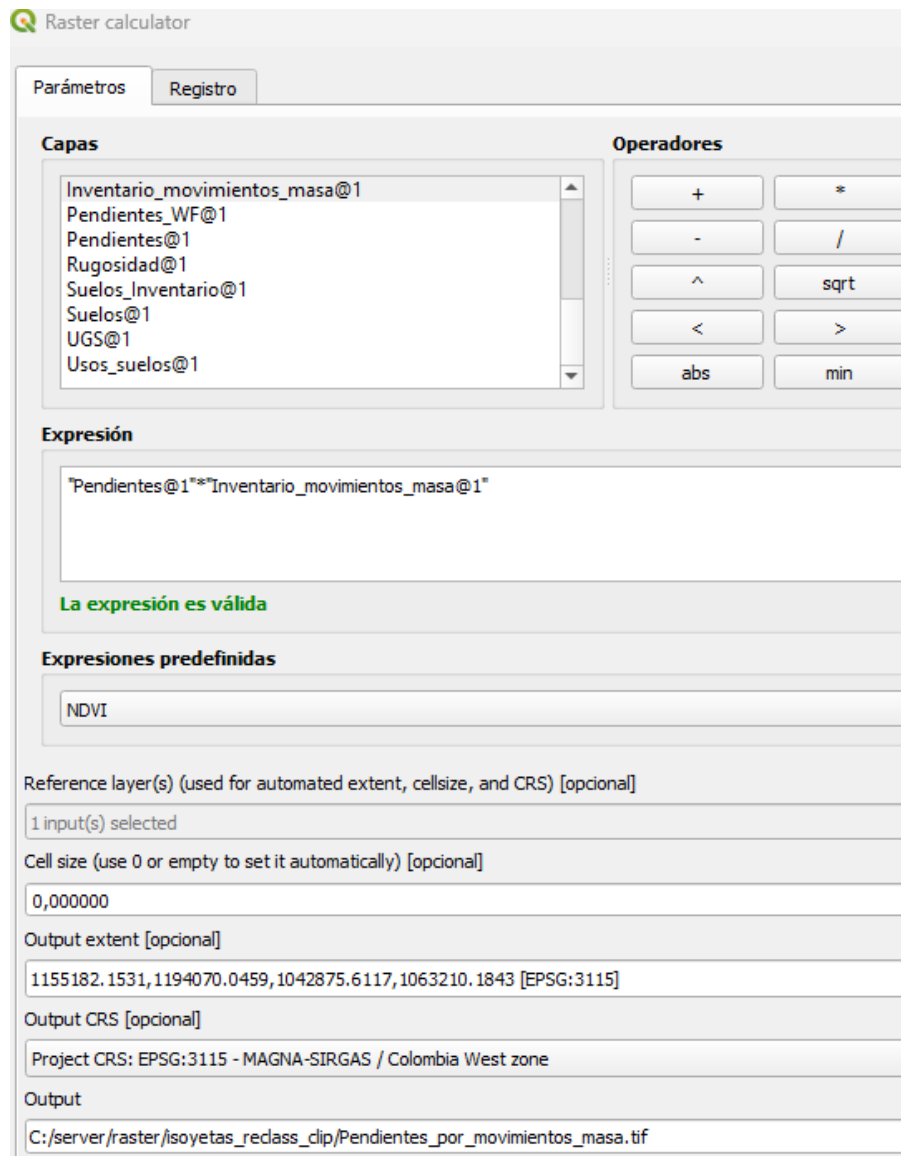 Raster calculator
Parámetros
Registro
Capas
Inventario_movimientos_masa@1
Pendientes_WF@1
Pendientes@1
Rugosidad@1
Suelos_Inventario@1
Suelos@1
UGS@1
Usos_suelos@1
Operadores
+ *
- /
^ sqrt
< >
abs min
Expresión
"Pendientes@1"*"Inventario_movimientos_masa@1"
La expresión es válida
Expresiones predefinidas
NDVI
Reference layer(s) (used for automated extent, cellsize, and CRS) [opcional]
1 input(s) selected
Cell size (use 0 or empty to set it automatically) [opcional]
0,000000
Output extent [opcional]
1155182.1531,1194070.0459,1042875.6117,1063210.1843 [EPSG:3115]
Output CRS [opcional]
Project CRS: EPSG:3115 - MAGNA-SIRGAS / Colombia West zone
Output
C:/server/raster/isoyetas_reclass_clip/Pendientes_por_movimientos_masa.tif